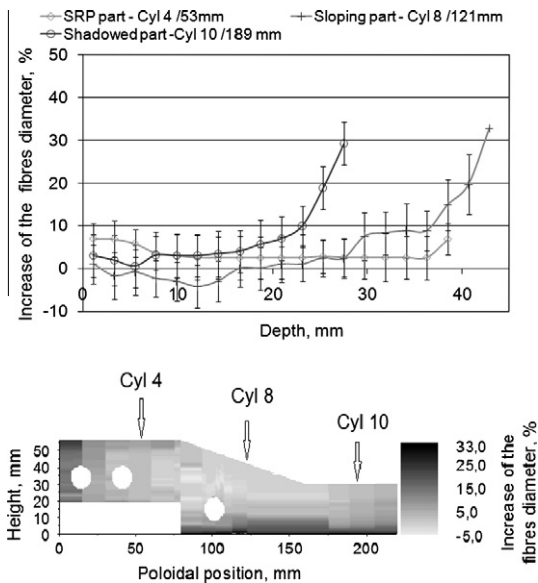 SRP part - Cyl 4 /53mm
Sloping part - Cyl 8 /121mm
Shadowed part-Cyl 10 /189 mm
Increase of the fibres diameter, %
50
40
30
20
10
0
-10
0 10 20 30 40
Depth, mm
Cyl 4
Cyl 8
Cyl 10
Height, mm
50
40
30
20
10
0
0 50 100 150 200
Poloidal position, mm
33,0
25,0
15,0
5,0
-5,0
Increase of the
fibres diameter, %